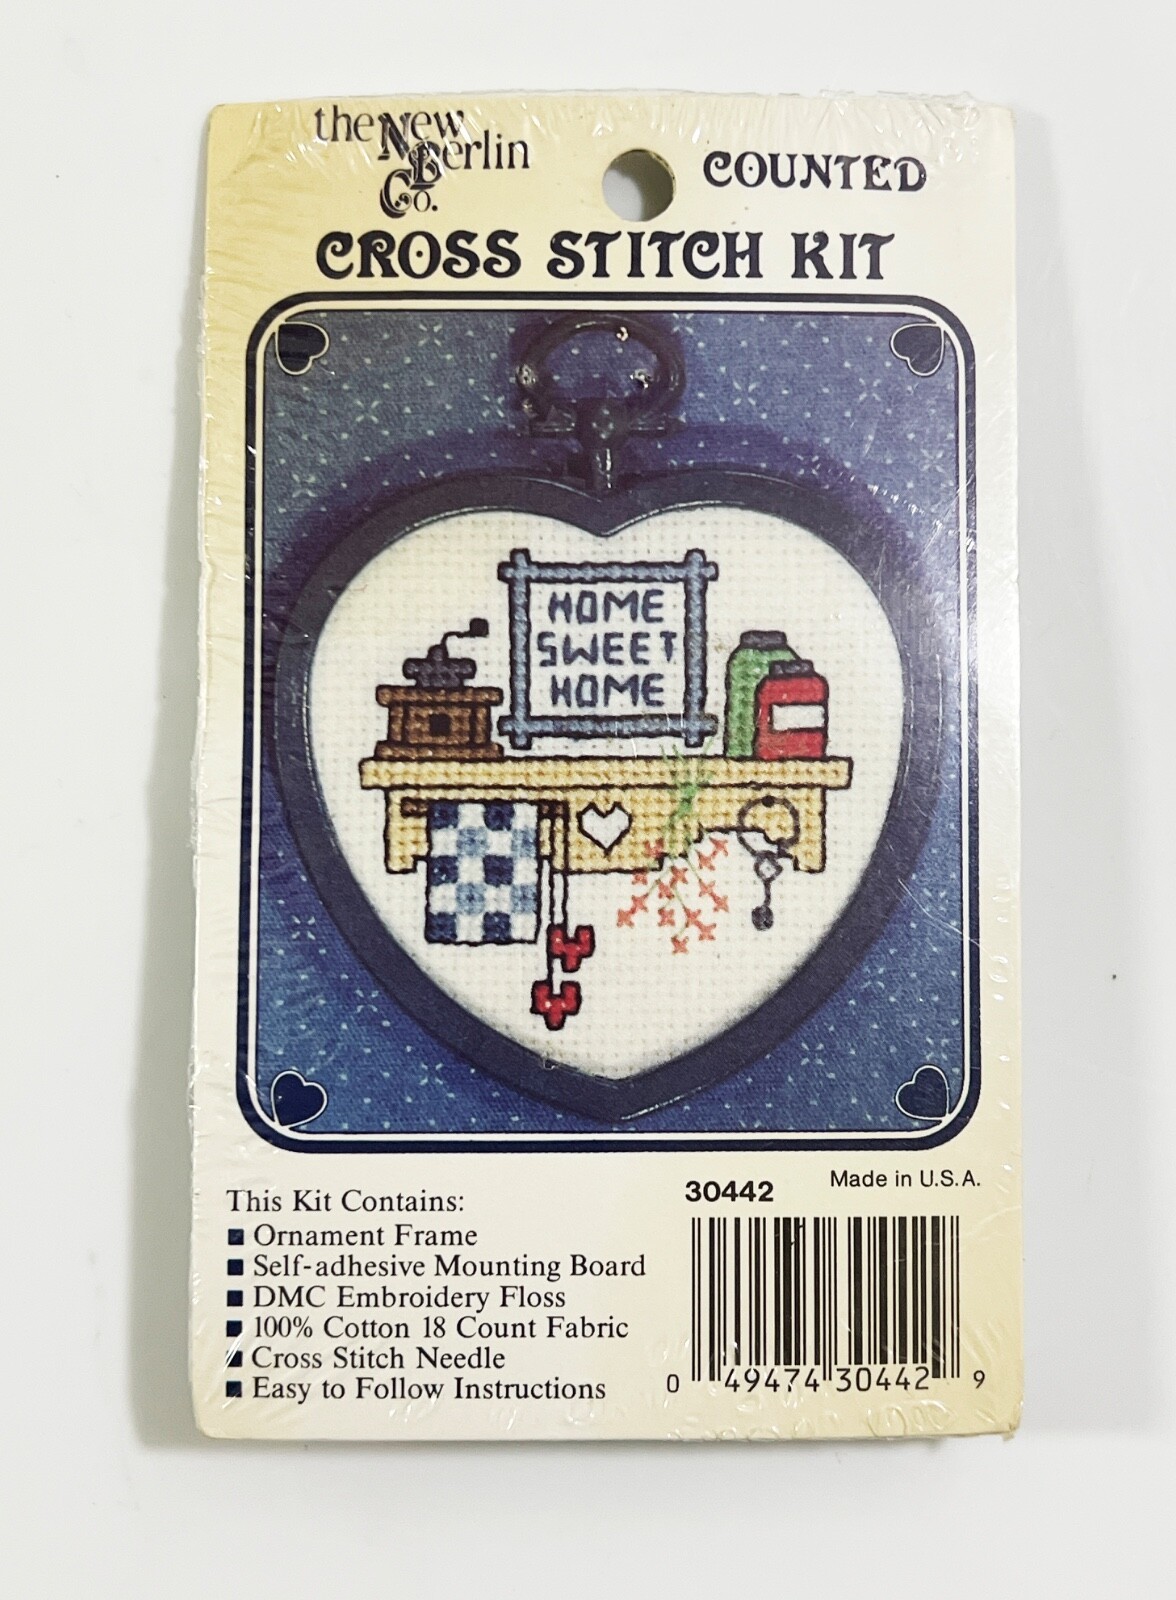 the New Berlin Co.
COUNTED
CROSS STITCH KIT
HOME
SWEET
HOME
This Kit Contains:
Ornament Frame
Self-adhesive Mounting Board
DMC Embroidery Floss
100% Cotton 18 Count Fabric
Cross Stitch Needle
Easy to Follow Instructions
30442
Made in U.S.A.
0 49474 30442 9